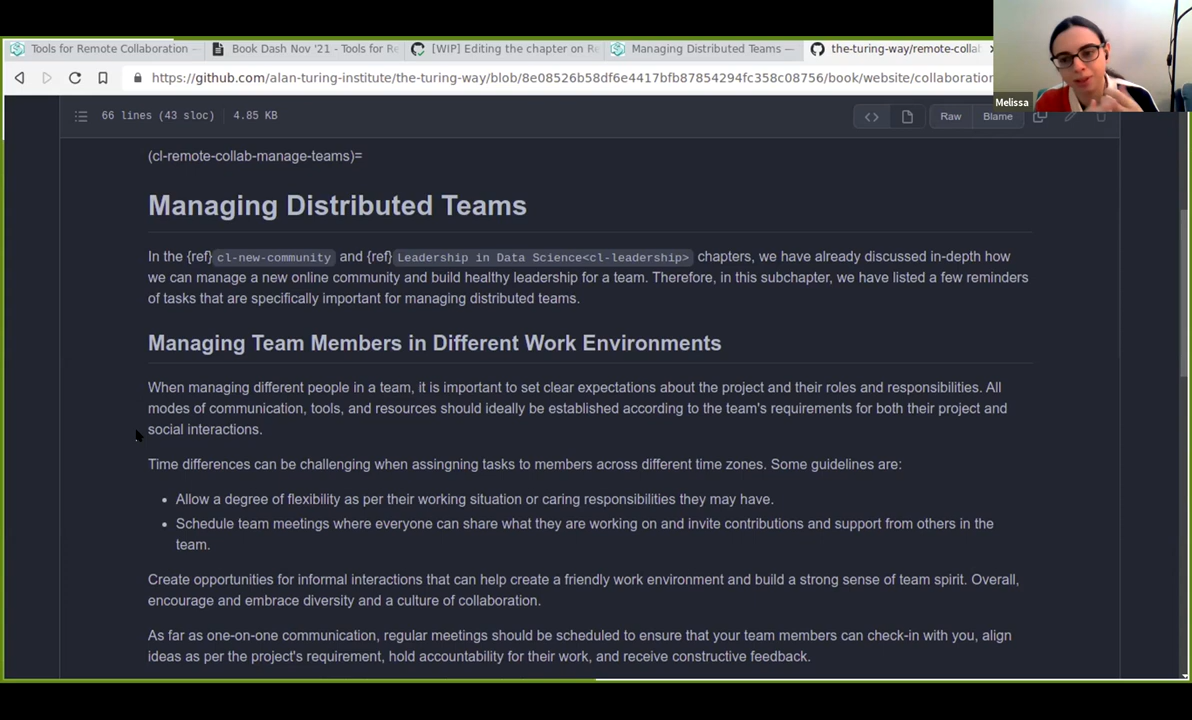 Tools for Remote Collaboration
Book Dash Nov '21 - Tools for Re
[WIP] Editing the chapter on Re
Managing Distributed Teams —
the-turing-way/remote-colla
https://github.com/alan-turing-institute/the-turing-way/blob/8e08526b58df6e4417bfb87854294fc358c08756/book/website/collaboration
Melissa
66 lines (43 sloc) 4.85 KB
Raw
Blame
(cl-remote-collab-manage-teams)=
Managing Distributed Teams
In the {ref} cl-new-community and {ref} Leadership in Data Science<cl-leadership> chapters, we have already discussed in-depth how
we can manage a new online community and build healthy leadership for a team. Therefore, in this subchapter, we have listed a few reminders
of tasks that are specifically important for managing distributed teams.
Managing Team Members in Different Work Environments
When managing different people in a team, it is important to set clear expectations about the project and their roles and responsibilities. All
modes of communication, tools, and resources should ideally be established according to the team's requirements for both their project and
social interactions.
Time differences can be challenging when assingning tasks to members across different time zones. Some guidelines are:
• Allow a degree of flexibility as per their working situation or caring responsibilities they may have.
• Schedule team meetings where everyone can share what they are working on and invite contributions and support from others in the
team.
Create opportunities for informal interactions that can help create a friendly work environment and build a strong sense of team spirit. Overall,
encourage and embrace diversity and a culture of collaboration.
As far as one-on-one communication, regular meetings should be scheduled to ensure that your team members can check-in with you, align
ideas as per the project's requirement, hold accountability for their work, and receive constructive feedback.